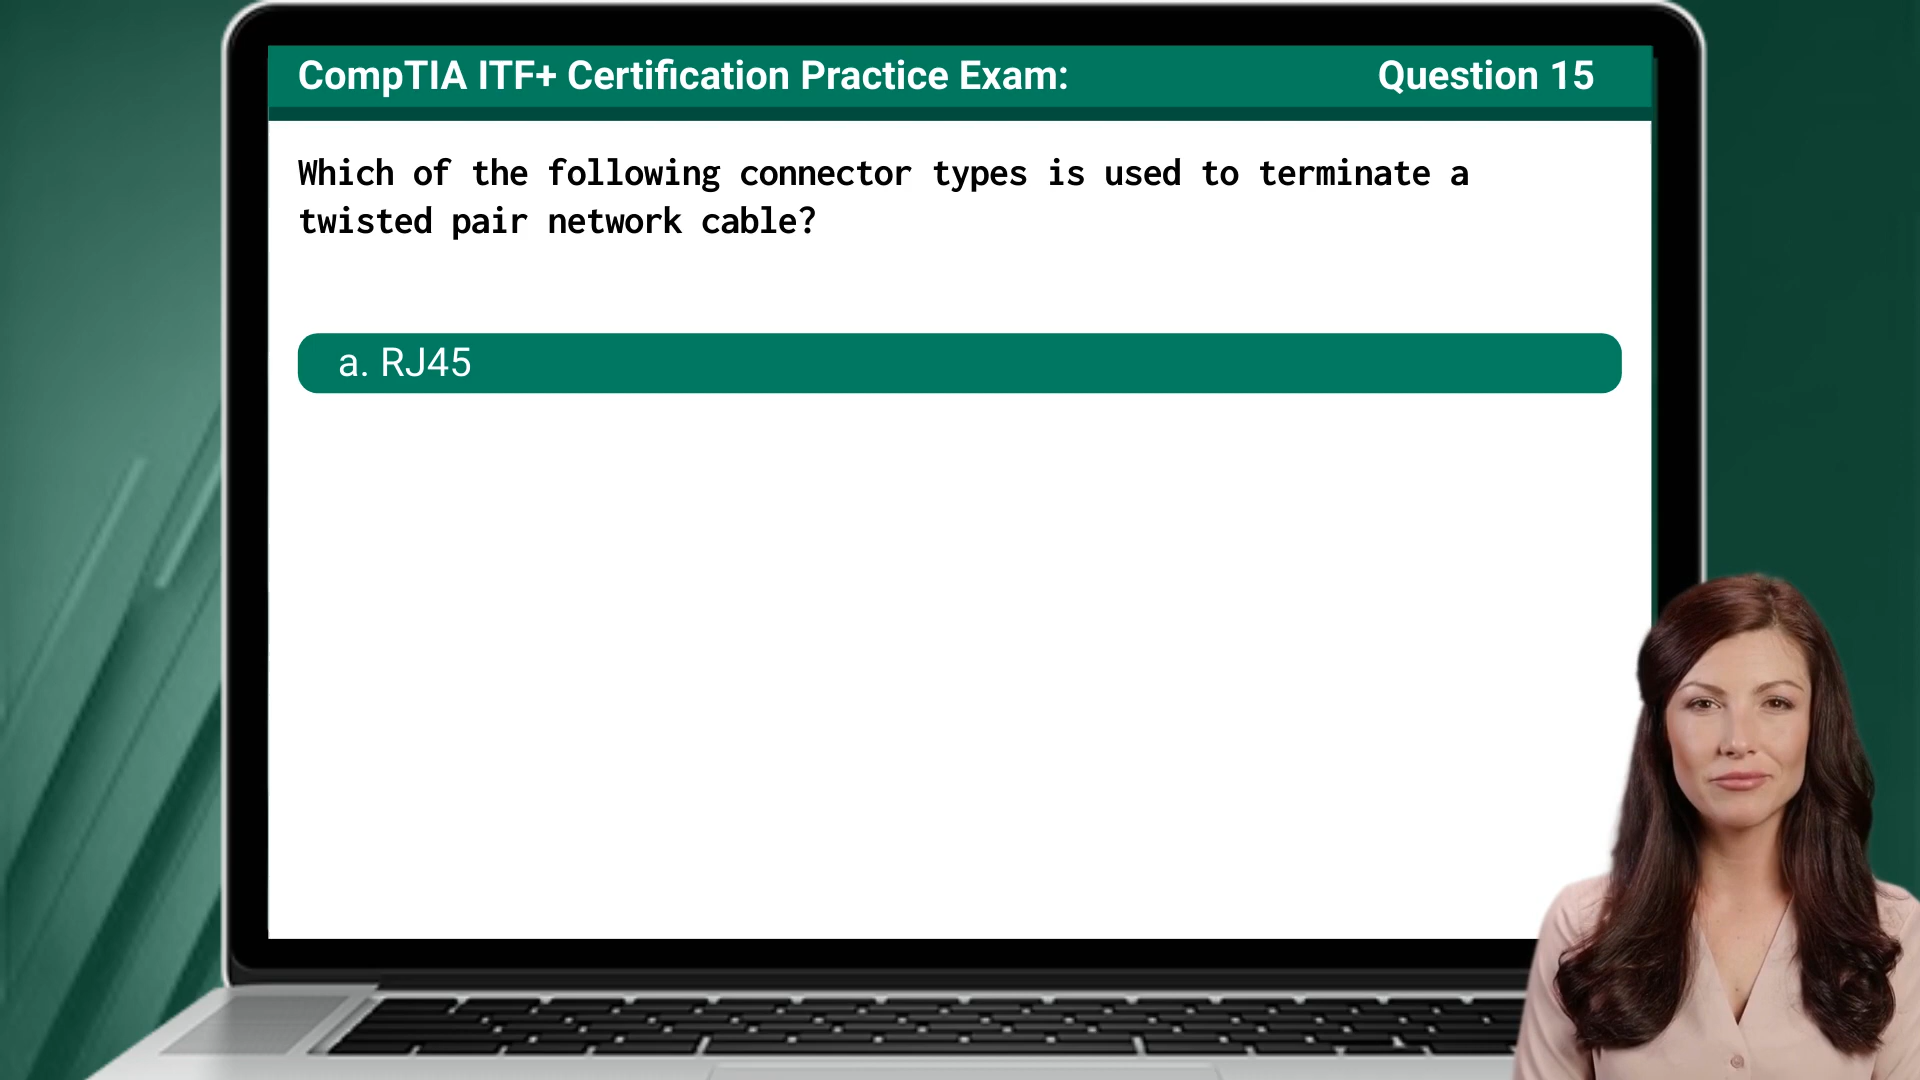 CompTIA ITF+ Certification Practice Exam:
Question 15
Which of the following connector types is used to terminate a
twisted pair network cable?
a. RJ45